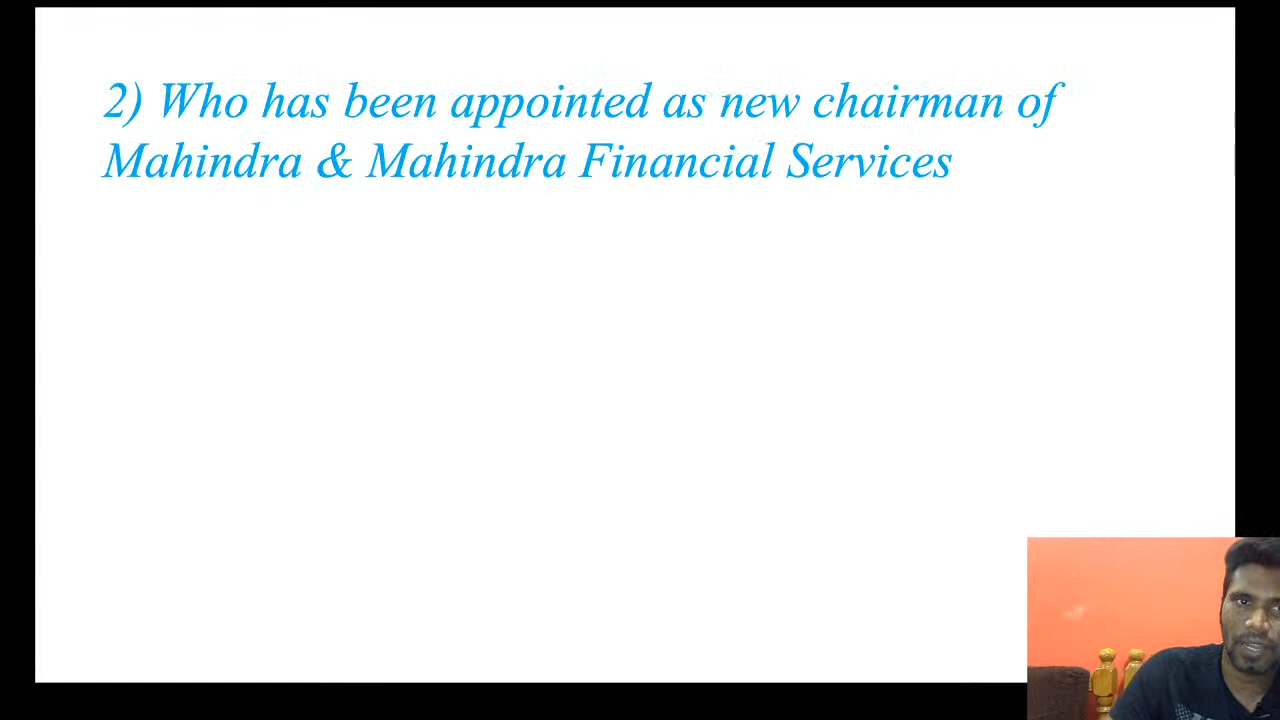 2) Who has been appointed as new chairman of
Mahindra & Mahindra Financial Services